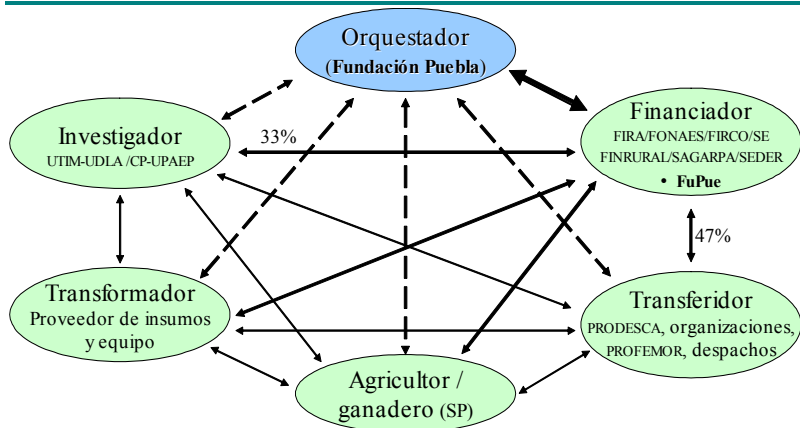 Orquestador
(Fundación Puebla)
Financiador
FIRA/FONAES/FIRCO/SE
FINRURAL/SAGARPA/SEDER
• FuPue
Investigador
UTIM-UDLA /CP-UPAEP
33%
47%
Transformador
Proveedor de insumos
y equipo
Transferidor
PRODESCA, organizaciones,
PROFEMOR, despachos
Agricultor /
ganadero (SP)